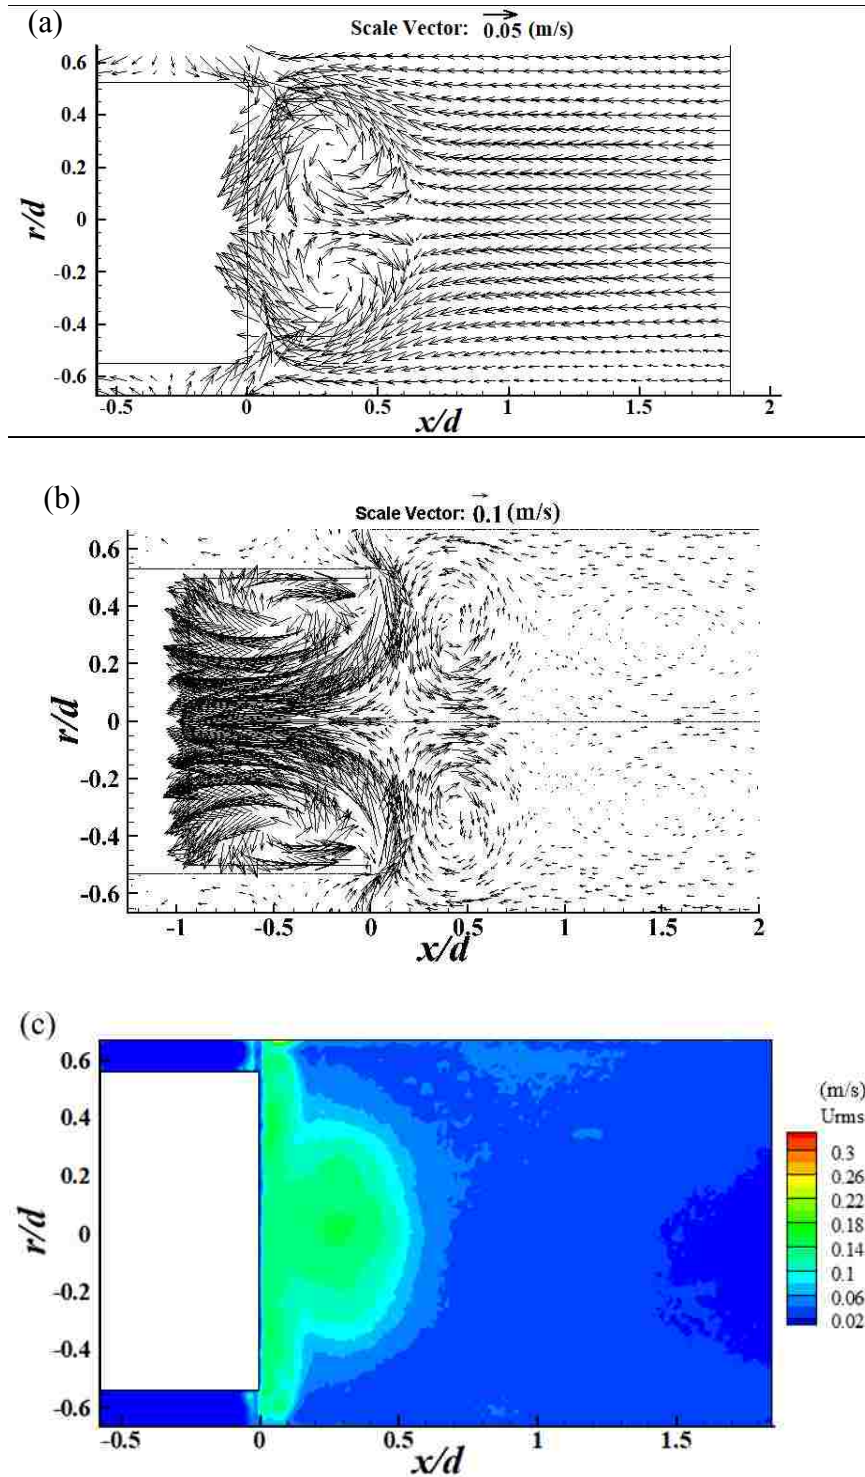 (a)
Scale Vector: 0.05 (m/s)
0.6
0.4
0.2
0
-0.2
-0.4
-0.6
r/d
-0.5 0 0.5 1 1.5 2
x/d
(b)
Scale Vector: 0.1 (m/s)
0.6
0.4
0.2
0
-0.2
-0.4
-0.6
r/d
-1 -0.5 0 0.5 1 1.5 2
x/d
(c)
0.6
0.4
0.2
0
-0.2
-0.4
-0.6
r/d
-0.5 0 0.5 1 1.5
x/d
(m/s)
Urms
0.3
0.26
0.22
0.18
0.14
0.1
0.06
0.02